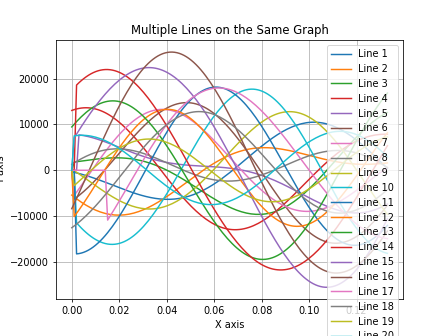 Multiple Lines on the Same Graph
20000
10000
0
−10000
−20000
0.00
0.02
0.04
0.06
0.08
0.10
X axis
Line 1
Line 2
Line 3
Line 4
Line 5
Line 6
Line 7
Line 8
Line 9
Line 10
Line 11
Line 12
Line 13
Line 14
Line 15
Line 16
Line 17
Line 18
Line 19
Line 20